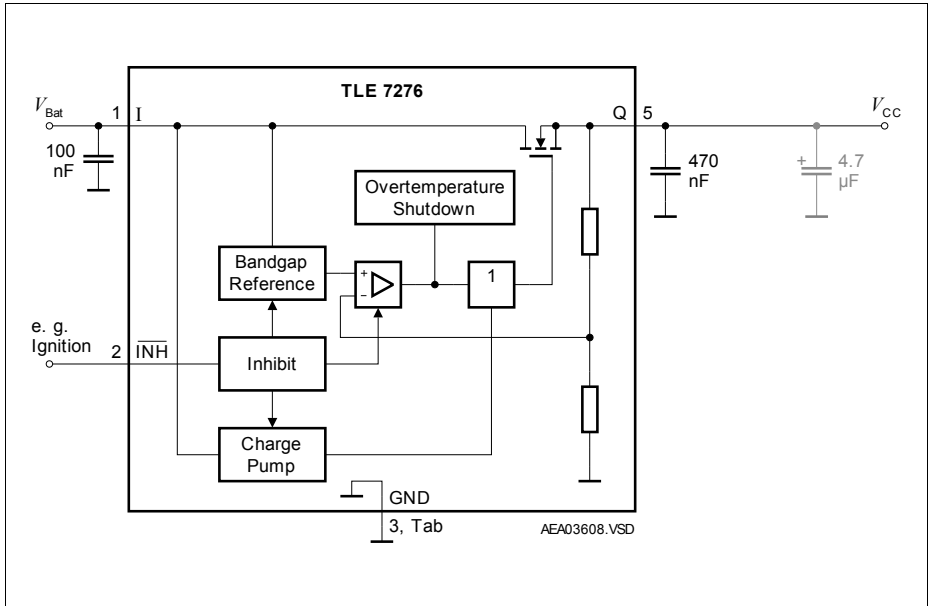 TLE 7276
V Bat
1
I
Q
5
V CC
100
nF
470
nF
+
4.7
µF
Overtemperature
Shutdown
Bandgap
Reference
+
−
1
e. g.
Ignition
2
INH
Inhibit
Charge
Pump
GND
3, Tab
AEA03608.VSD